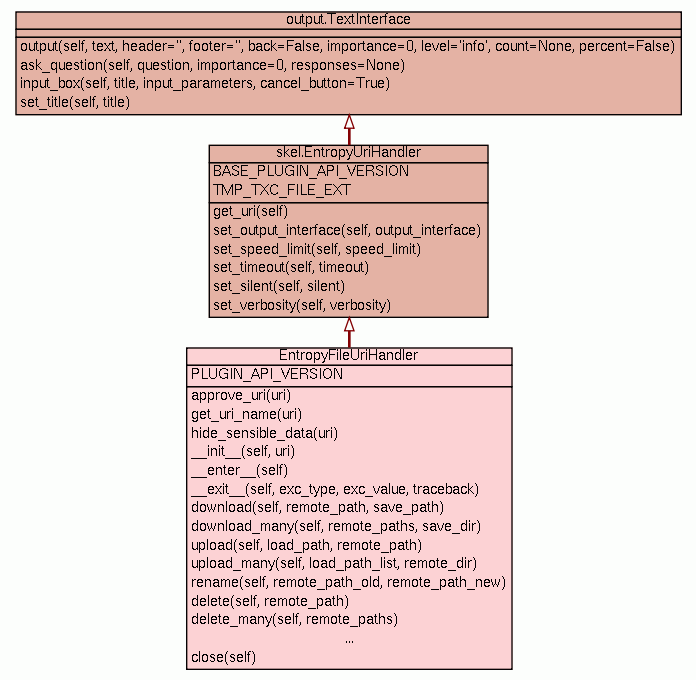 output.TextInterface
output(self, text, header='', footer='', back=False, importance=0, level='info', count=None, percent=False)
ask_question(self, question, importance=0, responses=None)
input_box(self, title, input_parameters, cancel_button=True)
set_title(self, title)
skel.EntropyUriHandler
BASE_PLUGIN_API_VERSION
TMP_TXC_FILE_EXT
get_uri(self)
set_output_interface(self, output_interface)
set_speed_limit(self, speed_limit)
set_timeout(self, timeout)
set_silent(self, silent)
set_verbosity(self, verbosity)
EntropyFileUriHandler
PLUGIN_API_VERSION
approve_uri(uri)
get_uri_name(uri)
hide_sensible_data(uri)
__init__(self, uri)
__enter__(self)
__exit__(self, exc_type, exc_value, traceback)
download(self, remote_path, save_path)
download_many(self, remote_paths, save_dir)
upload(self, load_path, remote_path)
upload_many(self, load_path_list, remote_dir)
rename(self, remote_path_old, remote_path_new)
delete(self, remote_path)
delete_many(self, remote_paths)
...
close(self)